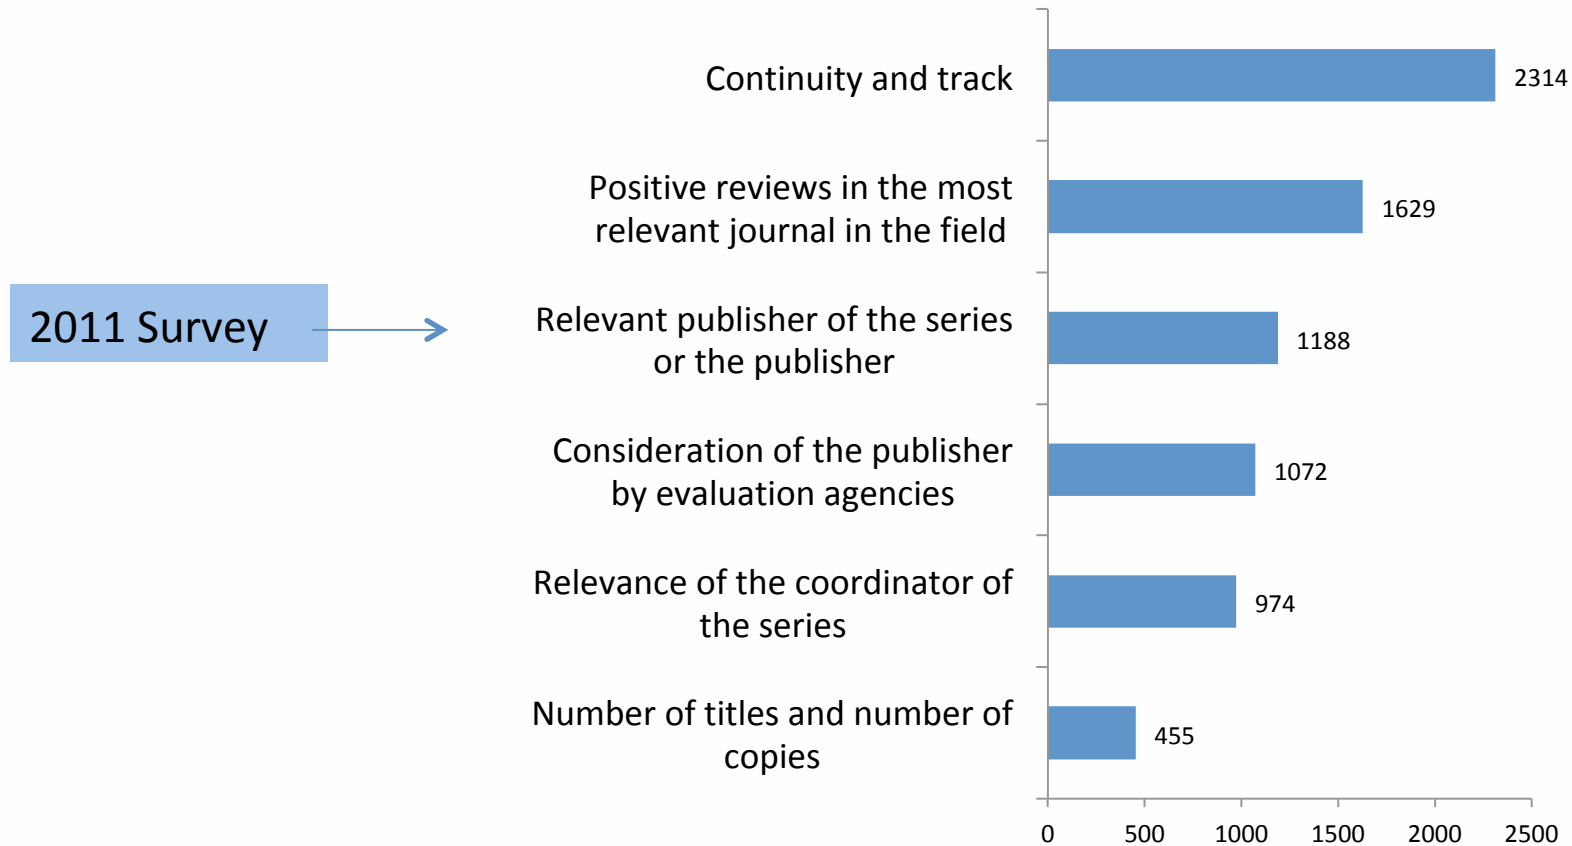 Continuity and track
2314
Positive reviews in the most
relevant journal in the field
1629
2011 Survey
Relevant publisher of the series
or the publisher
1188
Consideration of the publisher
by evaluation agencies
1072
Relevance of the coordinator of
the series
974
Number of titles and number of
copies
455
0 500 1000 1500 2000 2500